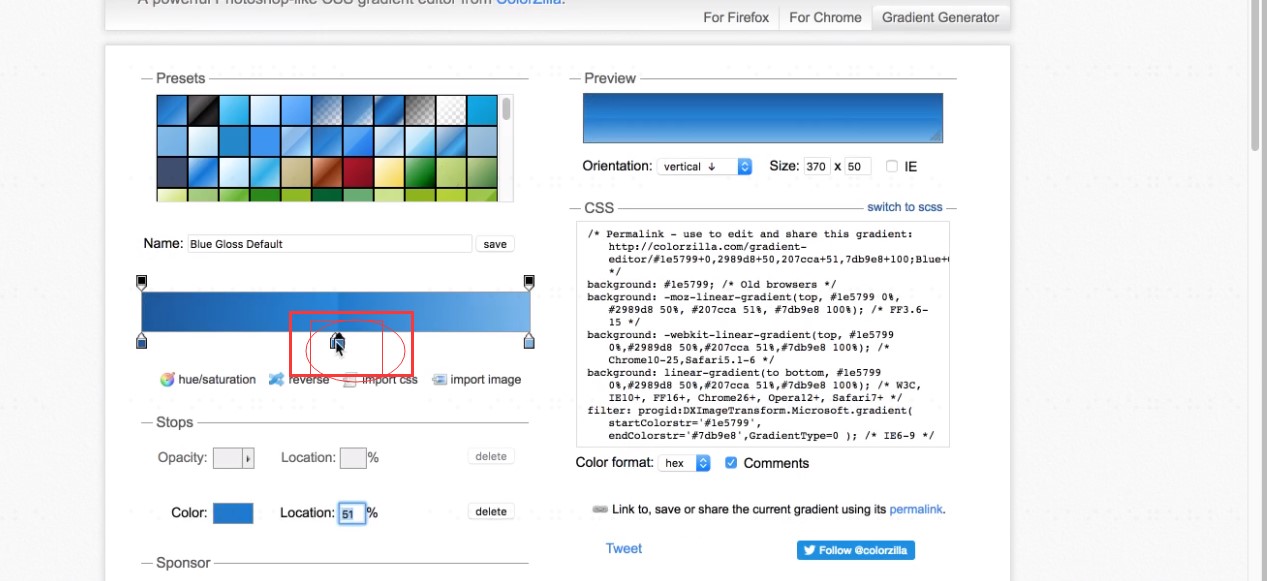 A powerful Photoshop-like CSS gradient editor from ColorZilla.
For Firefox For Chrome Gradient Generator
Presets
Name: Blue Gloss Default save
hue/saturation reverse import css import image
Stops
Opacity: Location: % delete
Color: Location: 51 % delete
Sponsor
Preview
Orientation: vertical ↓ Size: 370 x 50 IE
CSS switch to scss
/* Permalink - use to edit and share this gradient:
http://colorzilla.com/gradient-
editor/#1e5799+0,2989d8+50,207cca+51,7db9e8+100;Blue+
*/
background: #1e5799; /* Old browsers */
background: -moz-linear-gradient(top, #1e5799 0%,
#2989d8 50%, #207cca 51%, #7db9e8 100%); /* FF3.6-
15 */
background: -webkit-linear-gradient(top, #1e5799
0%,#2989d8 50%,#207cca 51%,#7db9e8 100%); /*
Chrome10-25,Safari5.1-6 */
background: linear-gradient(to bottom, #1e5799
0%,#2989d8 50%,#207cca 51%,#7db9e8 100%); /* W3C,
IE10+, FF16+, Chrome26+, Opera12+, Safari7+ */
filter: progid:DXImageTransform.Microsoft.gradient(
startColorstr='#1e5799',
endColorstr='#7db9e8',GradientType=0 ); /* IE6-9 */
Color format: hex Comments
Link to, save or share the current gradient using its permalink.
Tweet Follow @colorzilla